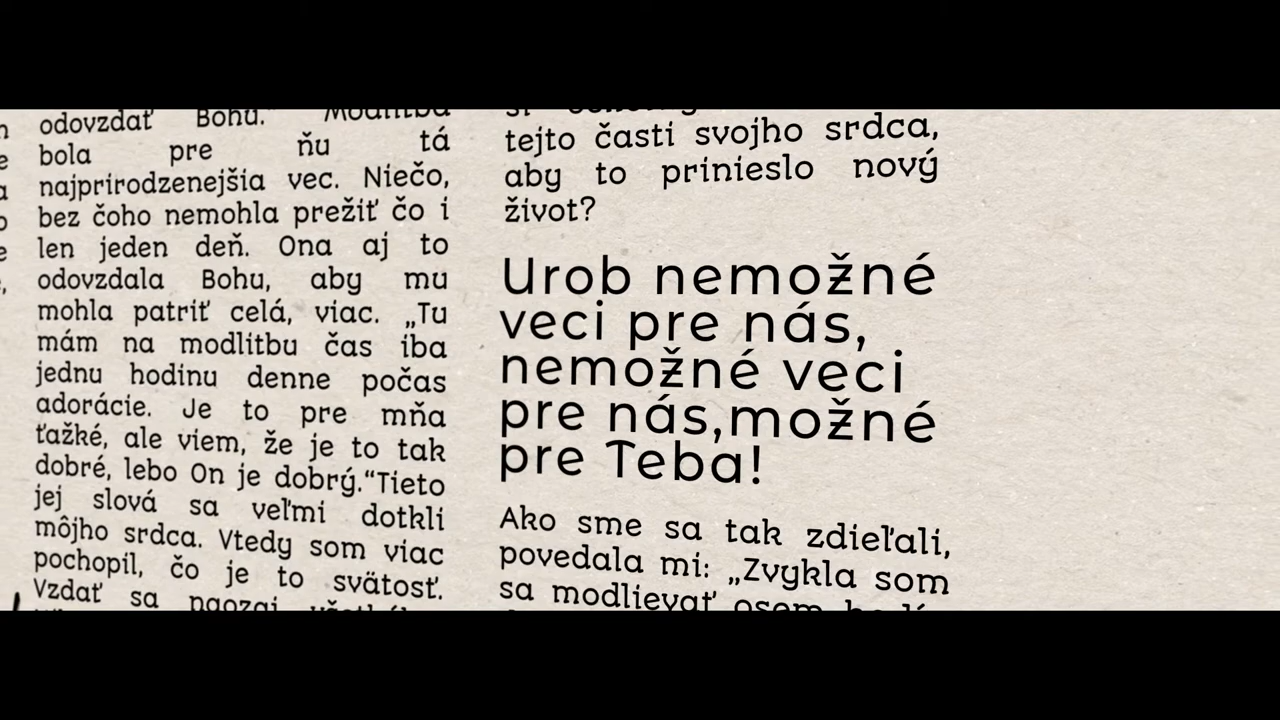 odovzdať Bohu.“ Modlitba
bola pre ňu tá
najprirodzenejšia vec. Niečo,
bez čoho nemohla prežiť čo i
len jeden deň. Ona aj to
odovzdala Bohu, aby mu
mohla patriť celá, viac. „Tu
mám na modlitbu čas iba
jednu hodinu denne počas
adorácie. Je to pre mňa
ťažké, ale viem, že je to tak
dobré, lebo On je dobrý.“Tieto
jej slová sa veľmi dotkli
môjho srdca. Vtedy som viac
pochopil, čo je to svätosť.
Vzdať sa naozaj
tejto časti svojho srdca,
aby to prinieslo nový
život?
Urob nemožné
veci pre nás,
nemožné veci
pre nás,možné
pre Teba!
Ako sme sa tak zdieľali,
povedala mi: „Zvykla som
sa modlievať osem